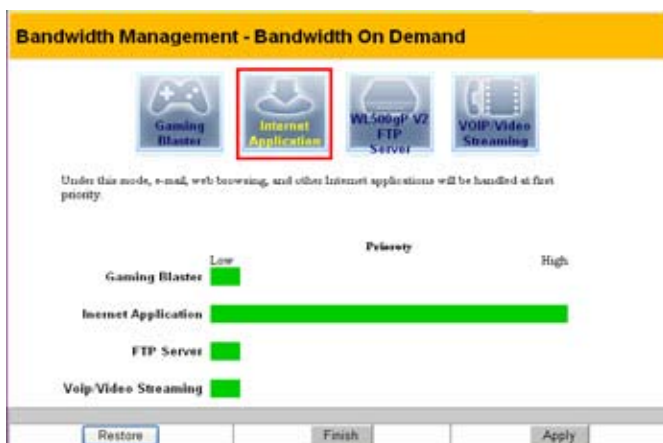 Bandwidth Management - Bandwidth On Demand
Gaming
Blaster
Internet
Application
WL500gP V2
FTP
Server
VOIP/Video
Streaming
Under this mode, e-mail, web browsing, and other Internet applications will be handled at first
priority.
Priorety
Low High
Gaming Blaster
Inernet Application
FTP Server
Voip/Video Streaming
Restore Finish Apply